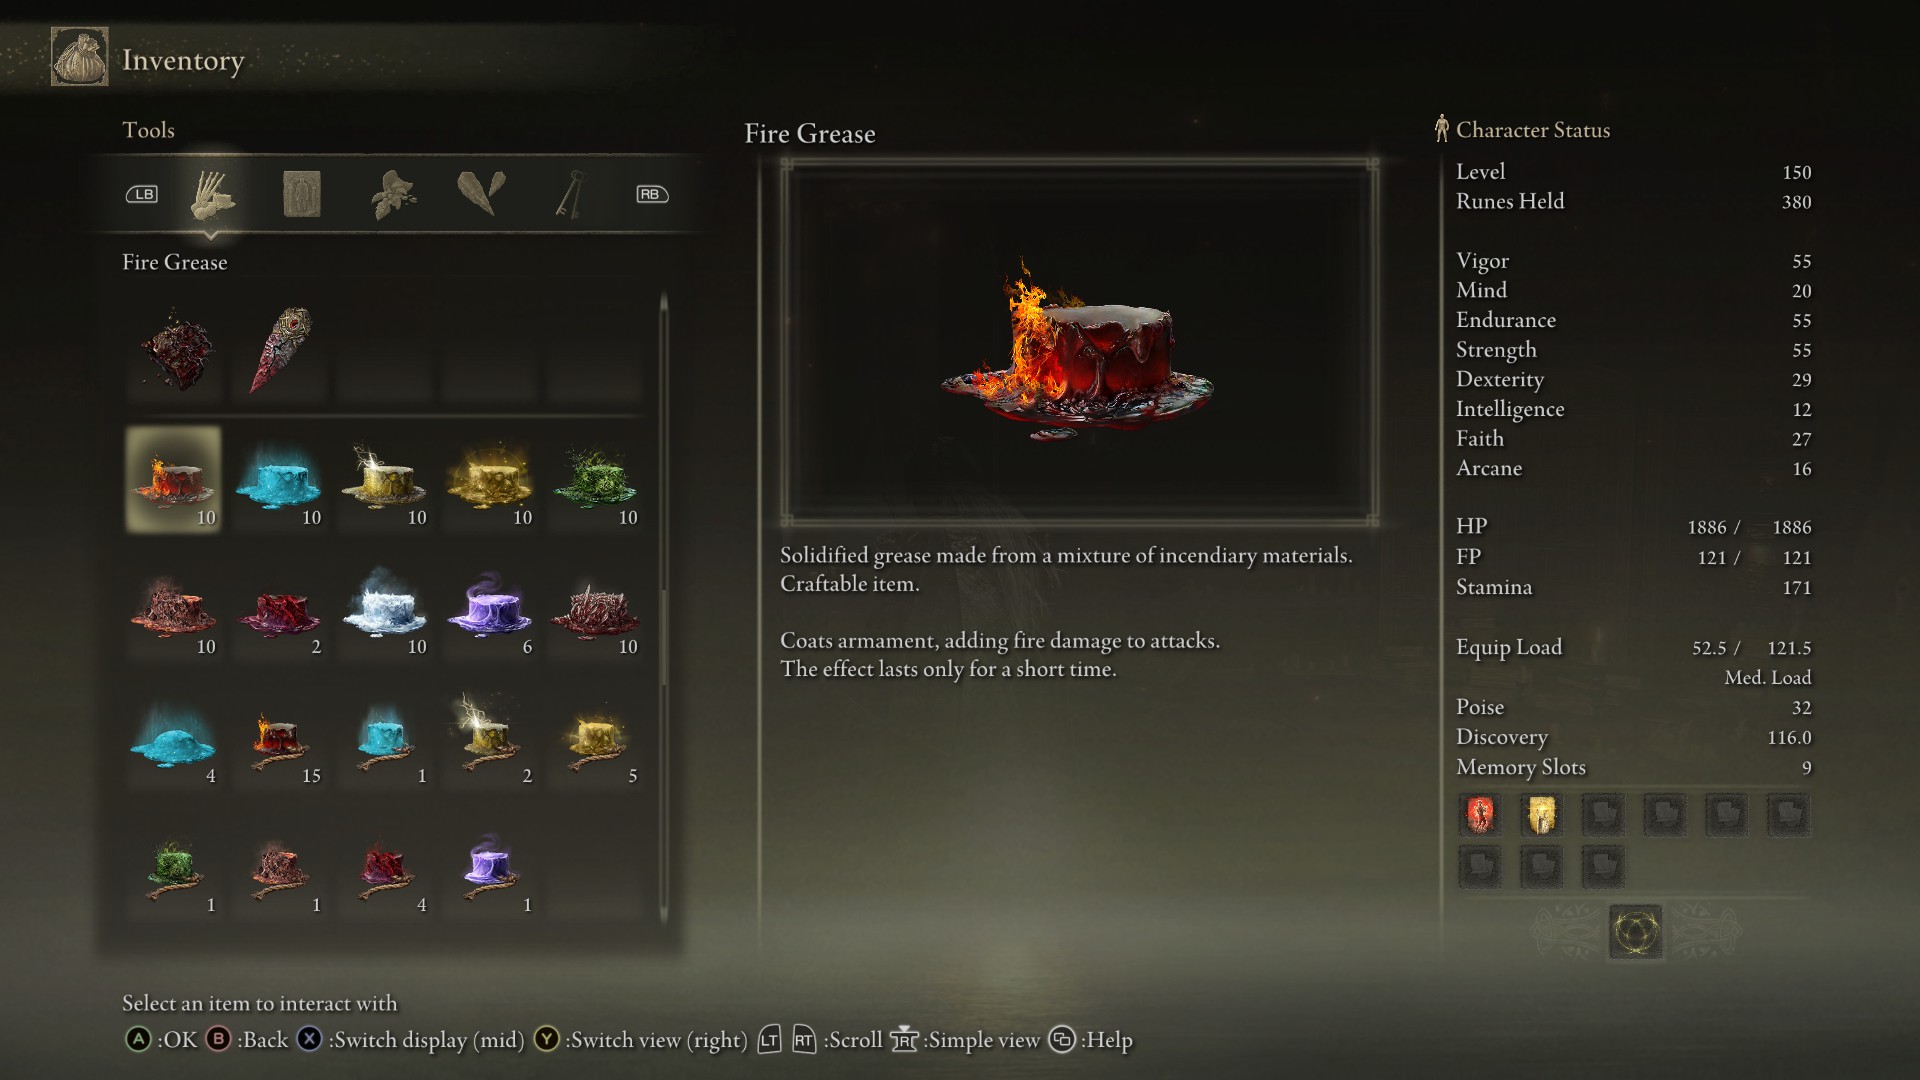 Inventory
Tools
LB
RB
Fire Grease
10
10
10
10
10
10
2
10
6
10
4
15
1
2
5
1
1
4
1
Fire Grease
Solidified grease made from a mixture of incendiary materials.
Craftable item.
Coats armament, adding fire damage to attacks.
The effect lasts only for a short time.
Character Status
Level 150
Runes Held 380
Vigor 55
Mind 20
Endurance 55
Strength 55
Dexterity 29
Intelligence 12
Faith 27
Arcane 16
HP 1886 / 1886
FP 121 / 121
Stamina 171
Equip Load 52.5 / 121.5
Med. Load
Poise 32
Discovery 116.0
Memory Slots 9
Select an item to interact with
A :OK B :Back X :Switch display (mid) Y :Switch view (right) LT RT :Scroll R :Simple view :Help